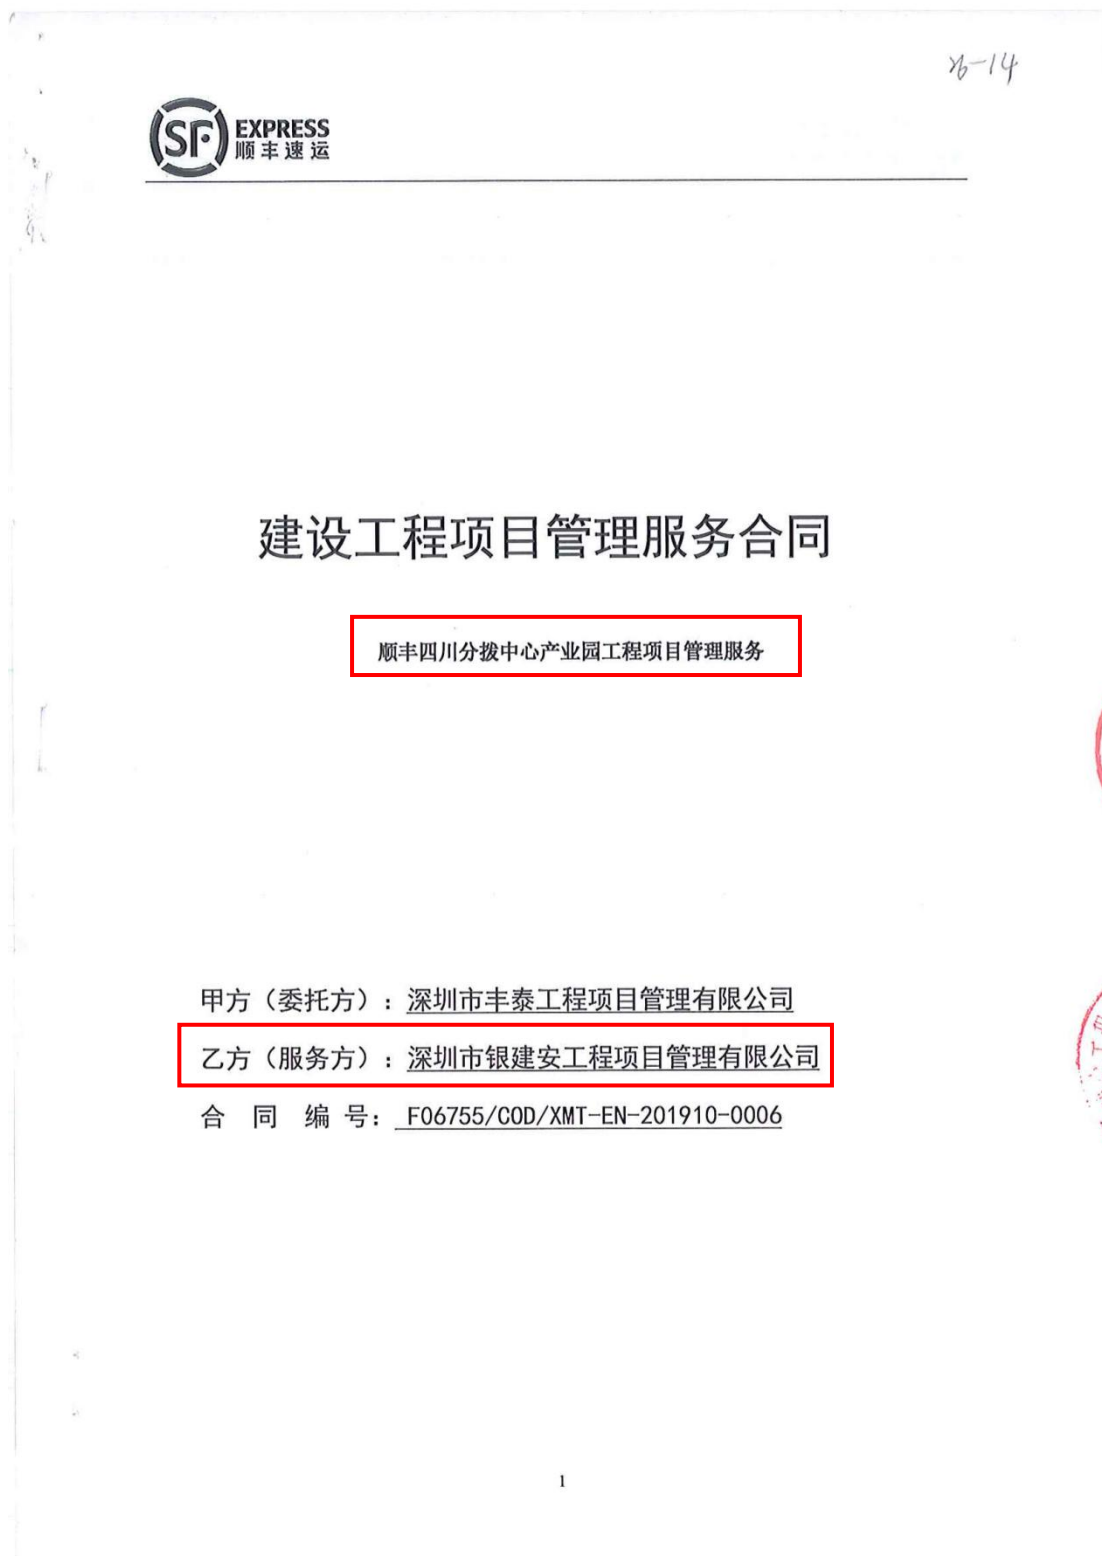 26-14
SF EXPRESS
顺丰速运
建设工程项目管理服务合同
顺丰四川分拨中心产业园工程项目管理服务
甲方（委托方）：深圳市丰泰工程项目管理有限公司
乙方（服务方）：深圳市银建安工程项目管理有限公司
合 同 编 号： F06755/COD/XMT-EN-201910-0006
1